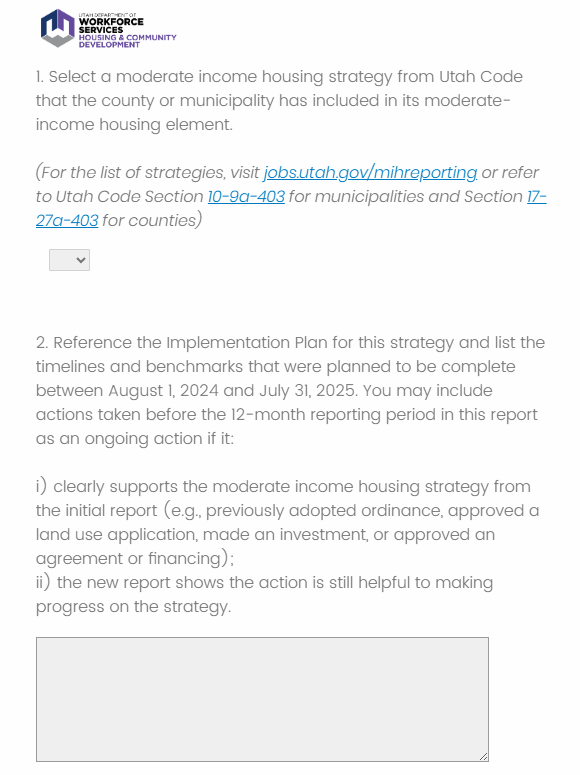 UTAH DEPARTMENT OF
WORKFORCE
SERVICES
HOUSING & COMMUNITY
DEVELOPMENT
1. Select a moderate income housing strategy from Utah Code
that the county or municipality has included in its moderate-
income housing element.
(For the list of strategies, visit jobs.utah.gov/mihreporting or refer
to Utah Code Section 10-9a-403 for municipalities and Section 17-
27a-403 for counties)
2. Reference the Implementation Plan for this strategy and list the
timelines and benchmarks that were planned to be complete
between August 1, 2024 and July 31, 2025. You may include
actions taken before the 12-month reporting period in this report
as an ongoing action if it:
i) clearly supports the moderate income housing strategy from
the initial report (e.g., previously adopted ordinance, approved a
land use application, made an investment, or approved an
agreement or financing);
ii) the new report shows the action is still helpful to making
progress on the strategy.